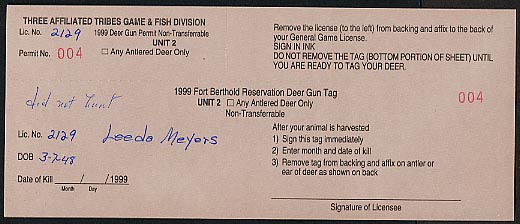 THREE AFFILIATED TRIBES GAME & FISH DIVISION
Lic. No. 2129 1999 Deer Gun Permit Non-Transferrable
UNIT 2
Permit No. 004 □ Any Antlered Deer Only
Remove the license (to the left) from backing and affix to the back of
your General Game License.
SIGN IN INK
DO NOT REMOVE THE TAG (BOTTOM PORTION OF SHEET) UNTIL
YOU ARE READY TO TAG YOUR DEER.
did not hunt
1999 Fort Berthold Reservation Deer Gun Tag
UNIT 2 □ Any Antlered Deer Only
Non-Transferrable
004
Lic. No. 2129 Leeda Meyers
DOB 3-7-48
Date of Kill / /1999
Month Day
After your animal is harvested
1) Sign this tag immediately
2) Enter month and date of kill
3) Remove tag from backing and affix on antler or
ear of deer as shown on back
Signature of Licensee